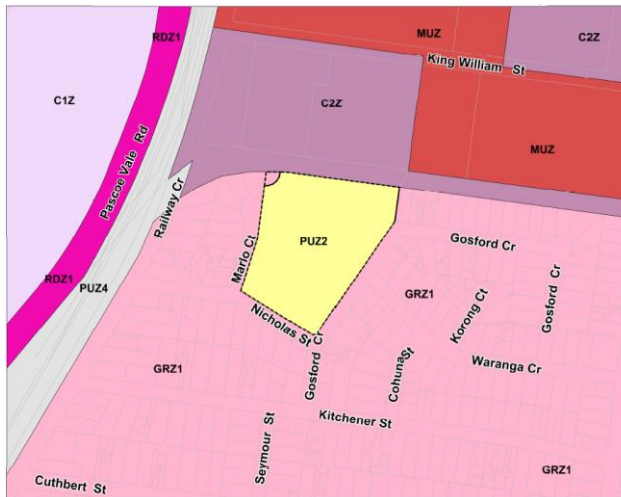 RDZ1
MUZ
C2Z
King William St
C1Z
C2Z
Pascoe Vale Rd
MUZ
Railway Cr
PUZ2
Gosford Cr
Marlo Ct
RDZ1
PUZ4
GRZ1
Korong Ct
Gosford Cr
Nicholas St
Gosford Cr
Cohuna St
Waranga Cr
GRZ1
Kitchener St
Seymour St
GRZ1
Cuthbert St